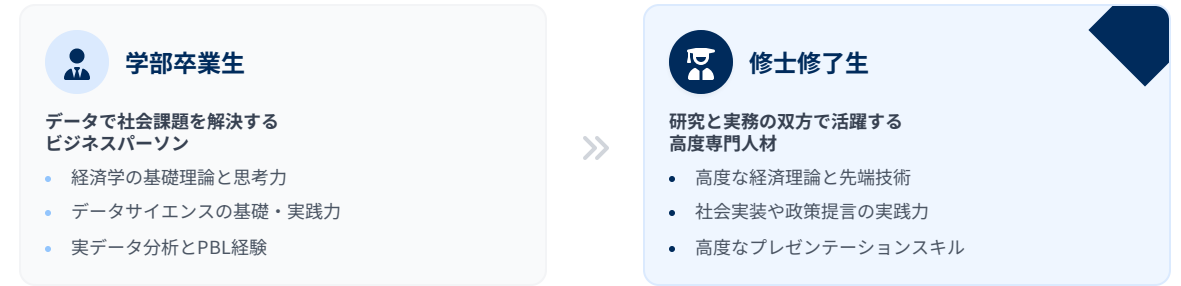 学部卒業生
データで社会課題を解決する
ビジネスパーソン
経済学の基礎理論と思考力
データサイエンスの基礎・実践力
実データ分析とPBL経験
修士修了生
研究と実務の双方で活躍する
高度専門人材
高度な経済理論と先端技術
社会実装や政策提言の実践力
高度なプレゼンテーションスキル